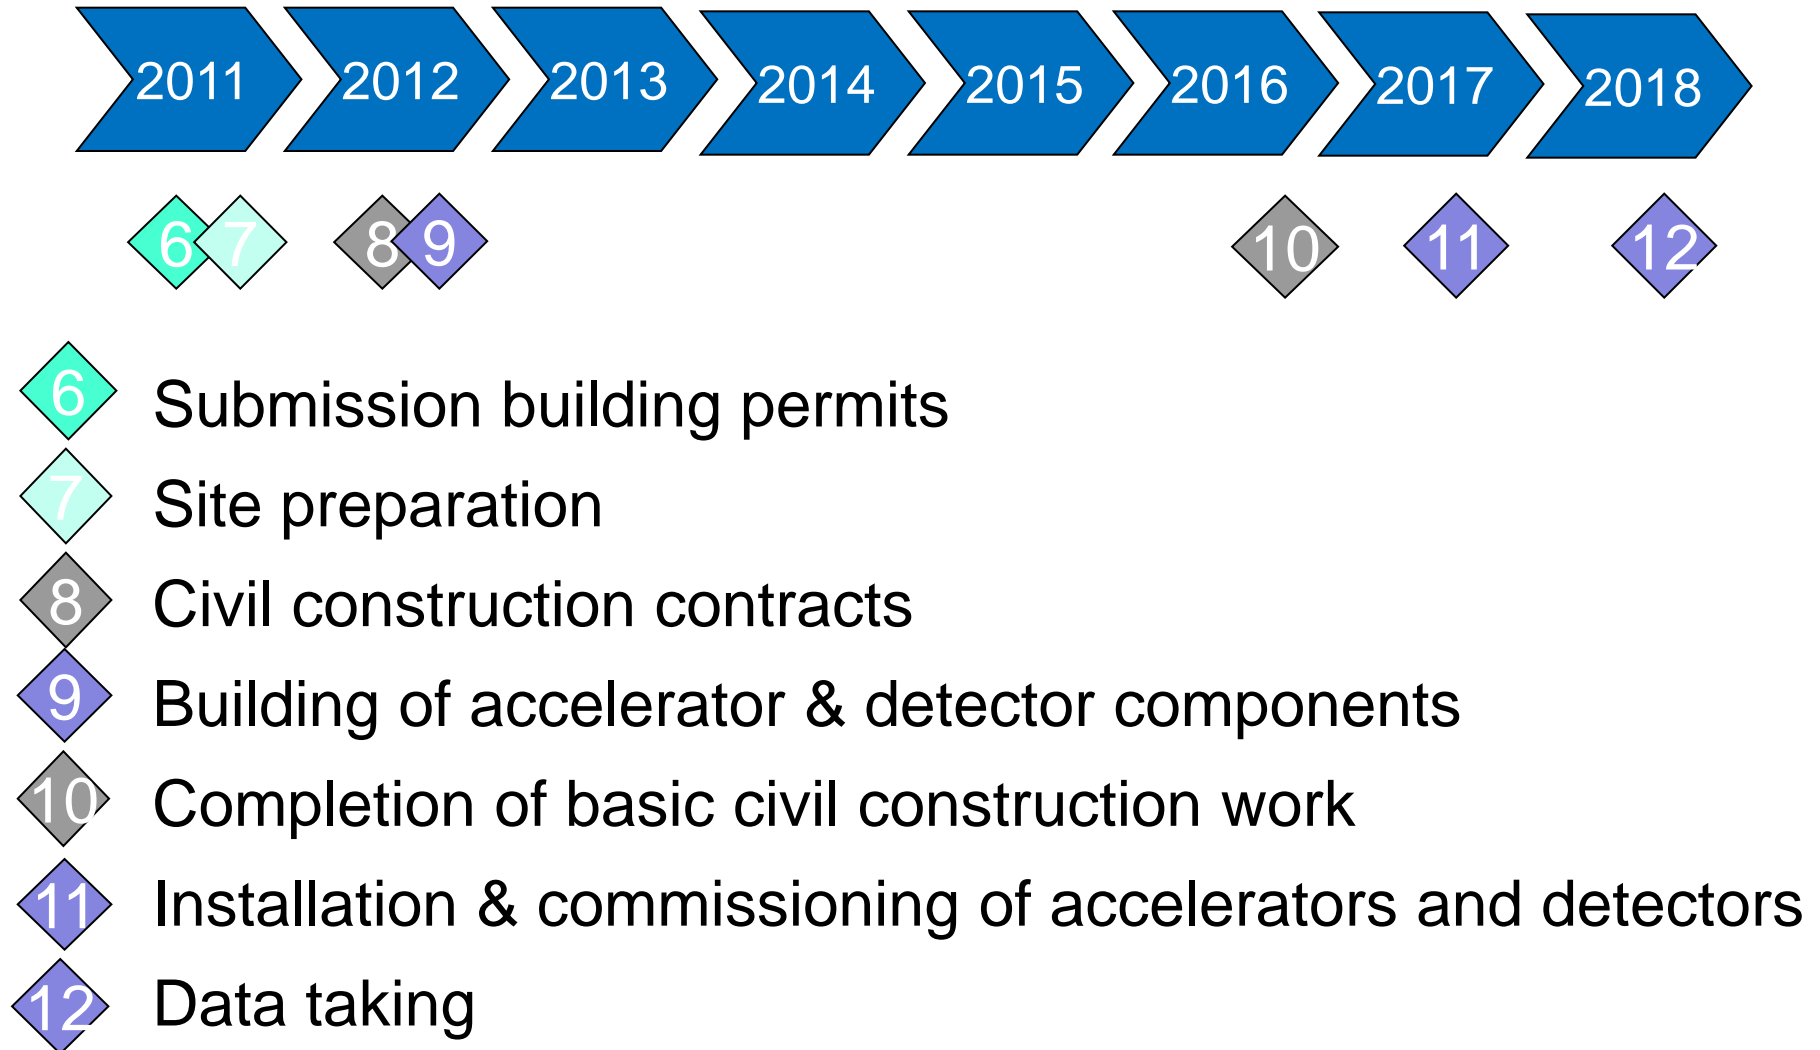 2011 2012 2013 2014 2015 2016 2017 2018
6 7 8 9 10 11 12
6 Submission building permits
7 Site preparation
8 Civil construction contracts
9 Building of accelerator & detector components
10 Completion of basic civil construction work
11 Installation & commissioning of accelerators and detectors
12 Data taking